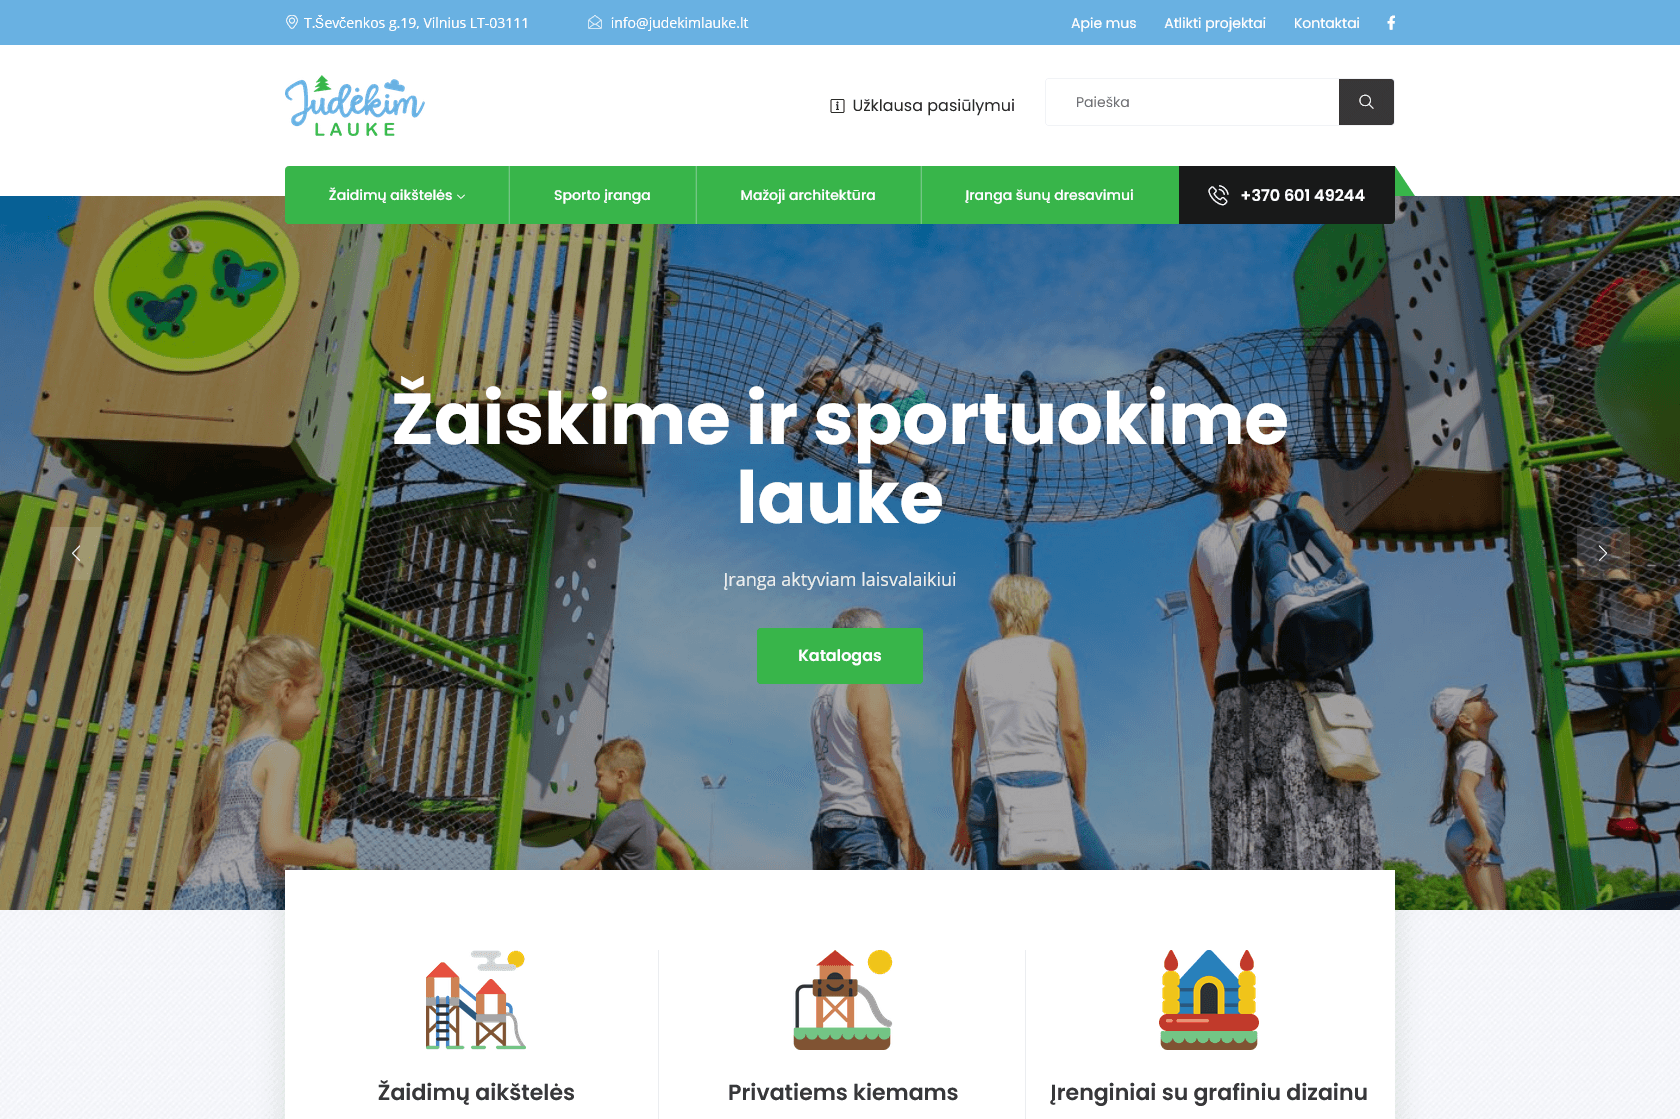 T.Ševčenkos g.19, Vilnius LT-03111
info@judekimlauke.lt
Apie mus
Atlikti projektai
Kontaktai
Judėkim
LAUKE
Užklausa pasiūlymui
Paieška
Žaidimų aikštelės
Sporto įranga
Mažoji architektūra
Įranga šunų dresavimui
+370 601 49244
Žaiskime ir sportuokime
lauke
Įranga aktyviam laisvalaikiui
Katalogas
Žaidimų aikštelės
Privatiems kiemams
Įrenginiai su grafiniu dizainu